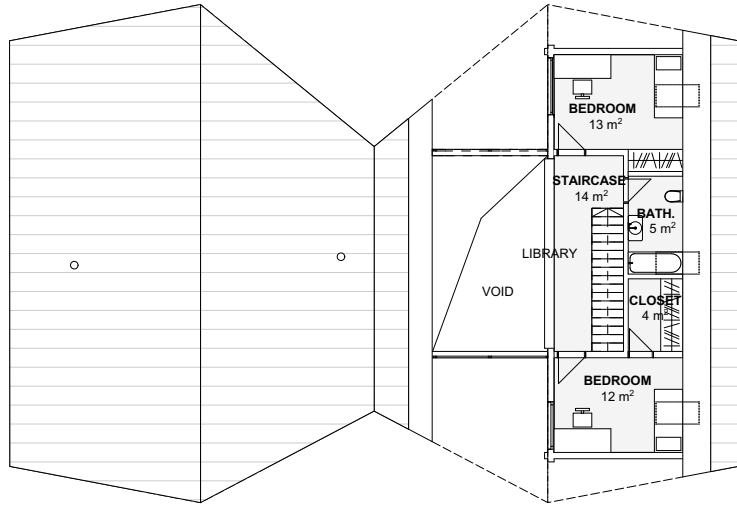 BEDROOM
13 m²
STAIRCASE
14 m²
BATH.
5 m²
LIBRARY
VOID
CLOSET
4 m²
BEDROOM
12 m²